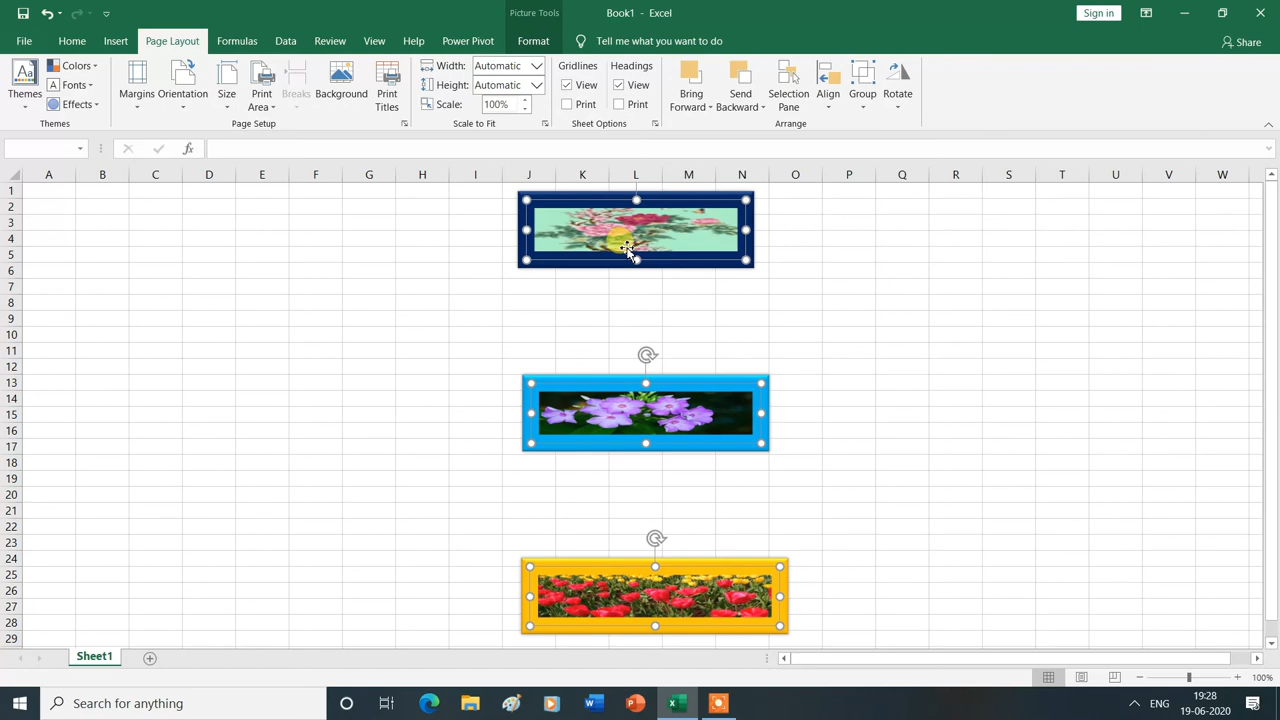 Picture Tools
Book1 - Excel
Sign in
File Home Insert Page Layout Formulas Data Review View Help Power Pivot Format Tell me what you want to do Share
Themes Colors Fonts Effects
Margins Orientation Size Print Area Breaks Background Print Titles
Width: Automatic
Height: Automatic
Scale: 100%
Gridlines Headings
View View
Print Print
Bring Forward Send Backward Selection Pane Align Group Rotate
Themes Page Setup Scale to Fit Sheet Options Arrange
fx
A B C D E F G H I J K L M N O P Q R S T U V W
1
2
3
4
5
6
7
8
9
10
11
12
13
14
15
16
17
18
19
20
21
22
23
24
25
26
27
28
29
Sheet1
100%
Search for anything
ENG
19:28
19-06-2020